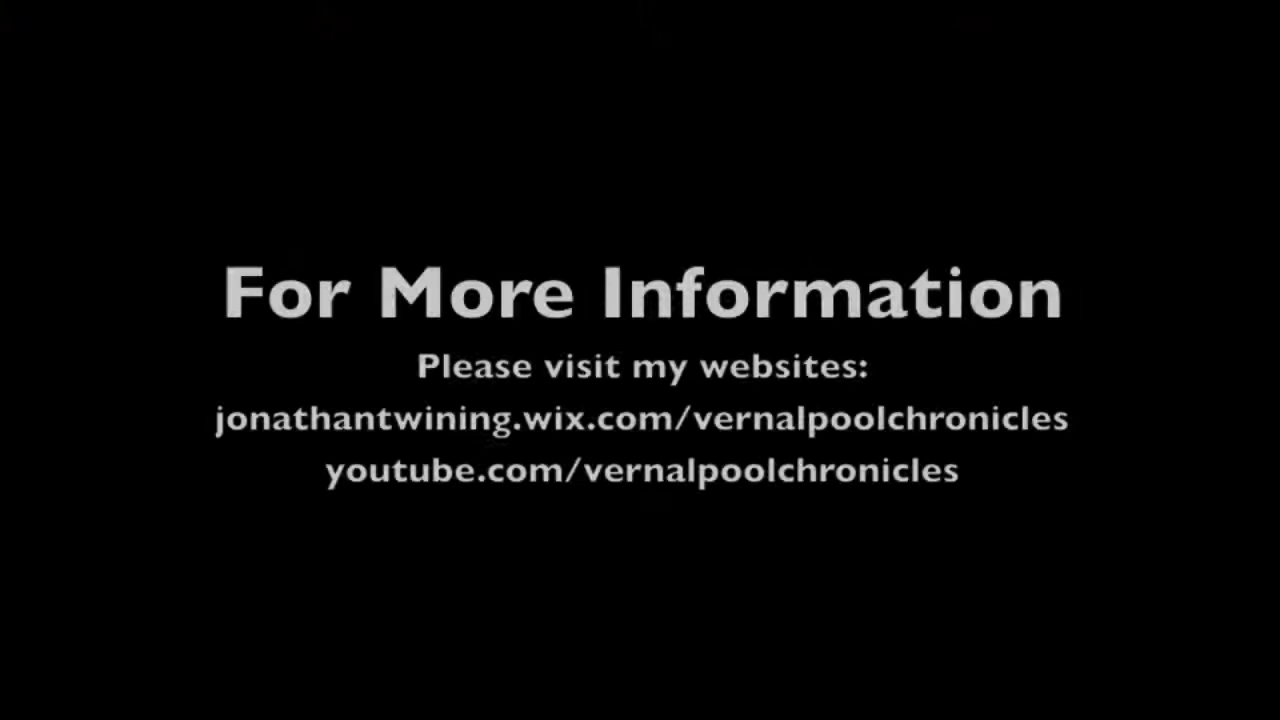 For More Information
Please visit my websites:
jonathantwining.wix.com/vernalpoolchronicles
youtube.com/vernalpoolchronicles